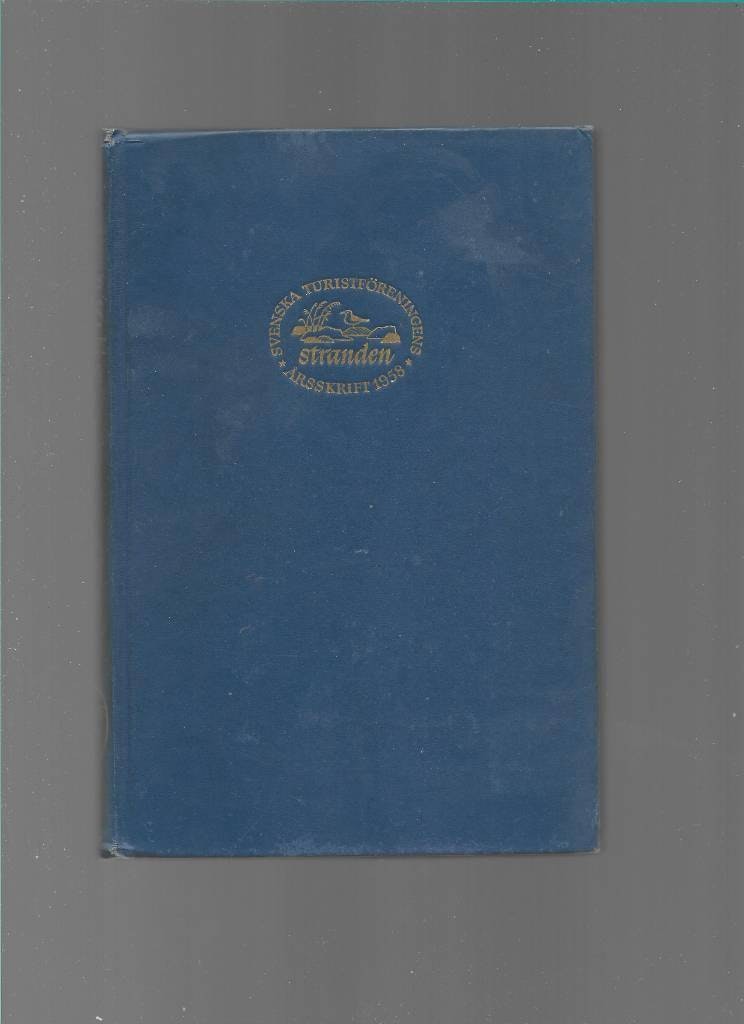 SVENSKA TURISTFÖRENINGENS
stranden
★ ÅRSSKRIFT 1958 ★